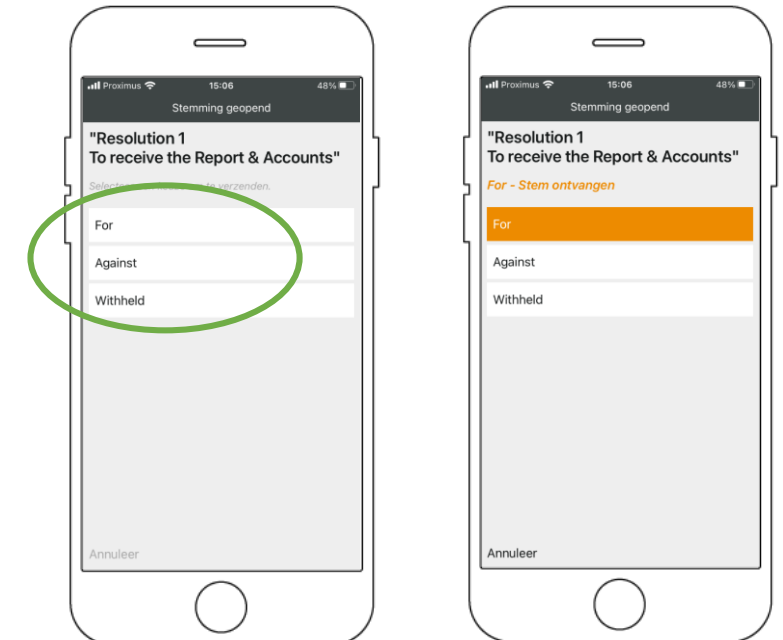 Proximus 15:06 48%
Stemming geopend
"Resolution 1
To receive the Report & Accounts"
te verzenden.
For
Against
Withheld
Annuleer
Proximus 15:06 48%
Stemming geopend
"Resolution 1
To receive the Report & Accounts"
For - Stem ontvangen
For
Against
Withheld
Annuleer